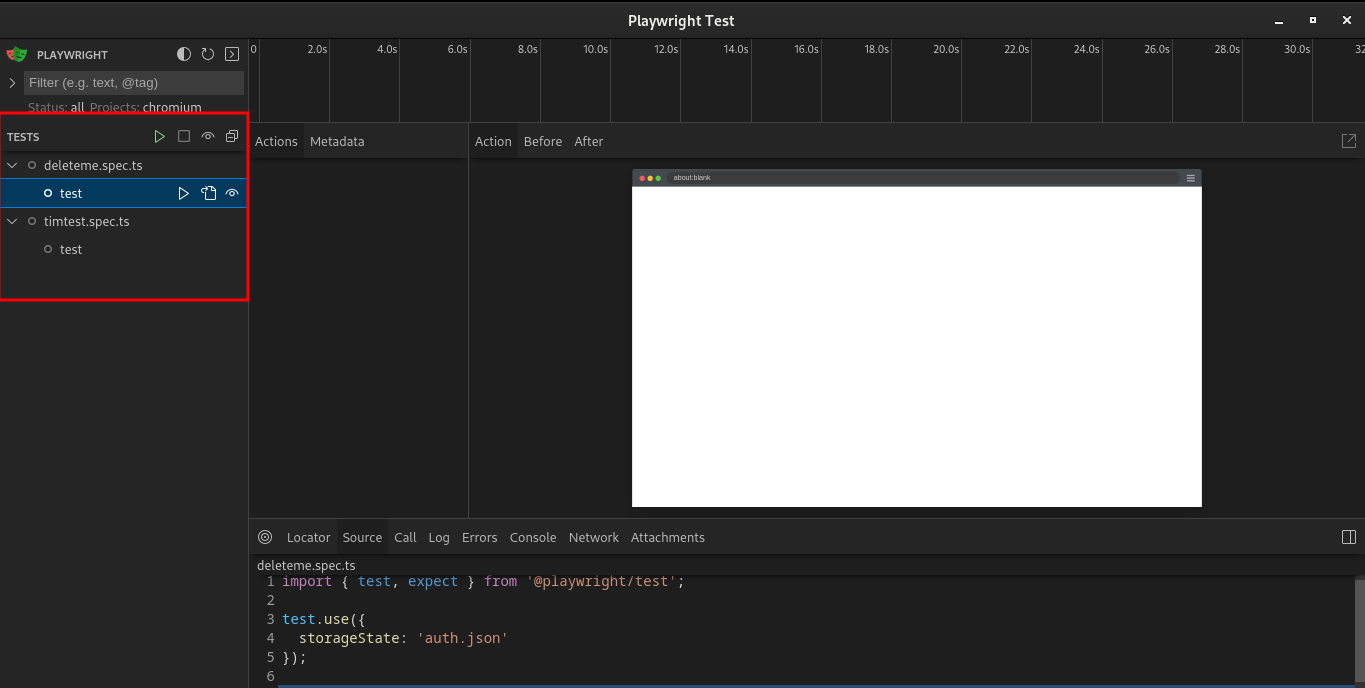 Playwright Test
PLAYWRIGHT
Filter (e.g. text, @tag)
Status: all Projects: chromium
0 2.0s 4.0s 6.0s 8.0s 10.0s 12.0s 14.0s 16.0s 18.0s 20.0s 22.0s 24.0s 26.0s 28.0s 30.0s 32
TESTS
deleteme.spec.ts
test
timtest.spec.ts
test
Actions Metadata
Action Before After
about:blank
Locator Source Call Log Errors Console Network Attachments
deleteme.spec.ts
1 import { test, expect } from '@playwright/test';
2
3 test.use({
4 storageState: 'auth.json'
5 });
6